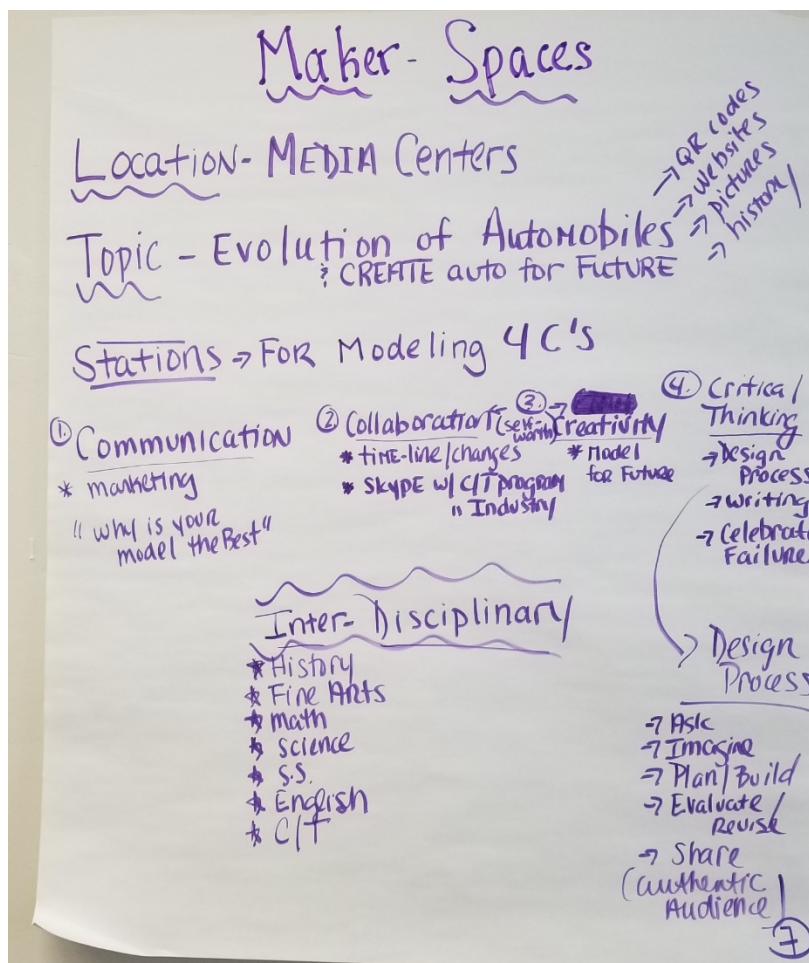 Maker- Spaces
Location- MEDIA Centers
→ QR codes
→ websites
→ pictures
→ history
Topic - Evolution of Automobiles
& CREATE auto for FUTURE
Stations → FOR Modeling 4 C's
①. Communication
* marketing
"why is your
model the Best"
② Collaboration (self-worth)
* time-line/changes
* SKYPE w/ C/T program
" Industry
③. → Creativity
* Model
for Future
④. Critical
Thinking
→ Design
Process
→ writing
→ Celebrate
Failure
Inter-Disciplinary
* History
* Fine Arts
* math
* science
* S.S.
* English
* C/T
Design
Process
→ Ask
→ Imagine
→ Plan/Build
→ Evaluate/
Revise
→ Share
(authentic
Audience)
⑦